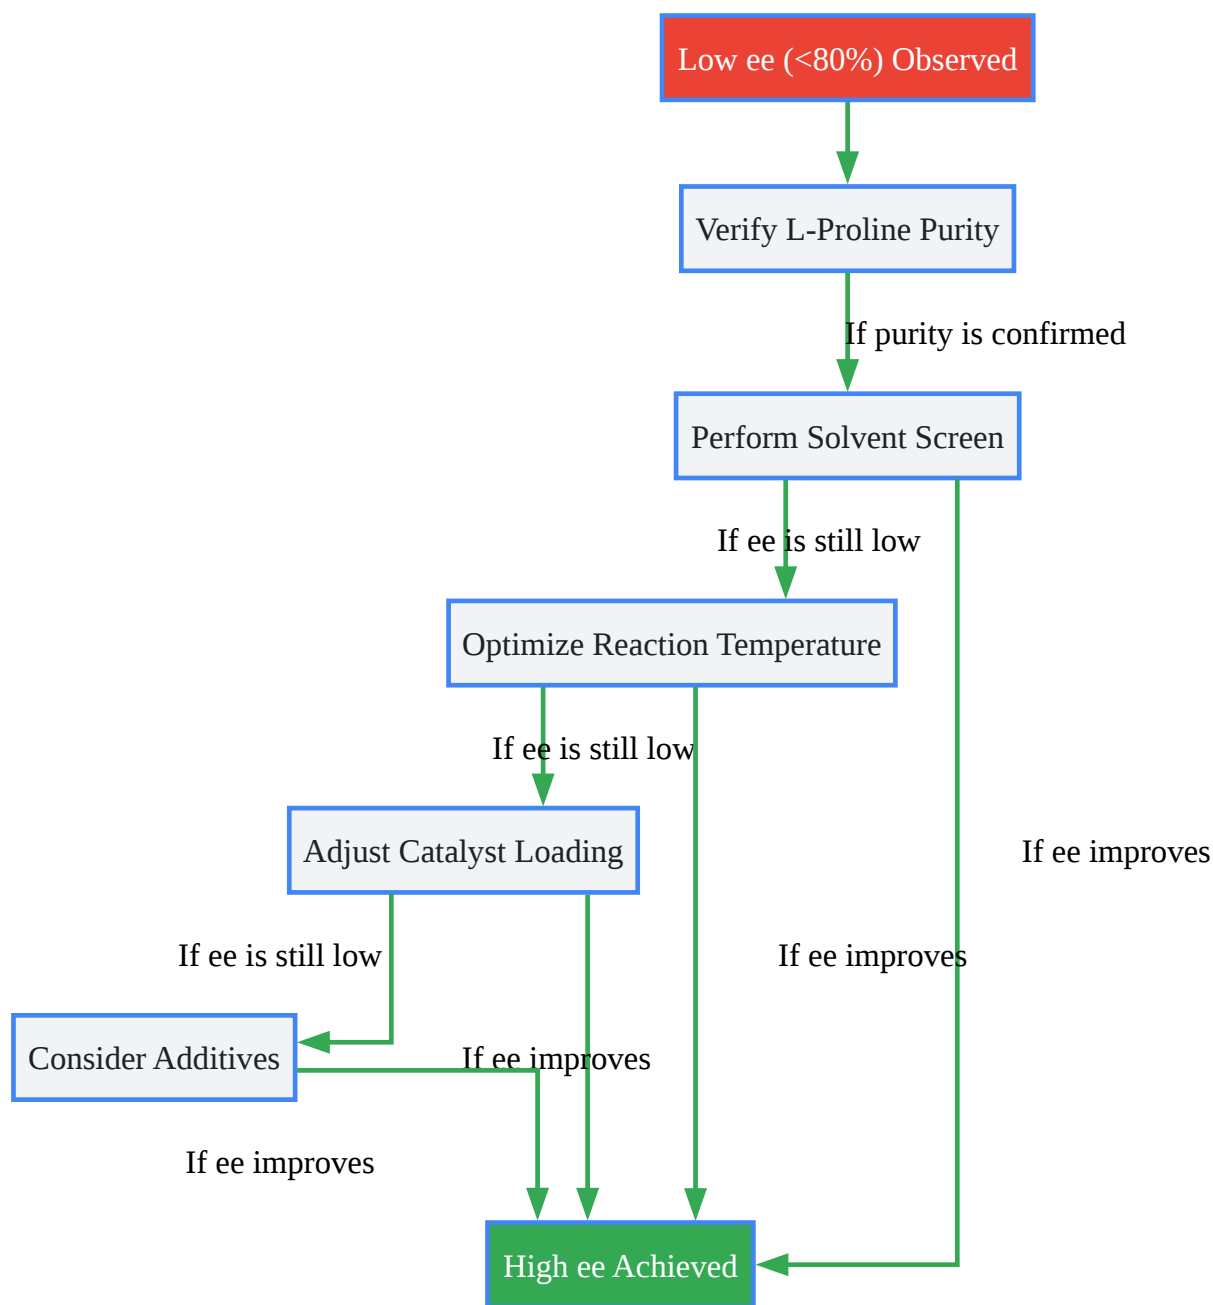 Low ee (<80%) Observed
Verify L-Proline Purity
If purity is confirmed
Perform Solvent Screen
If ee is still low
Optimize Reaction Temperature
If ee is still low
Adjust Catalyst Loading
If ee improves
If ee is still low
If ee improves
Consider Additives
If ee improves
If ee improves
High ee Achieved